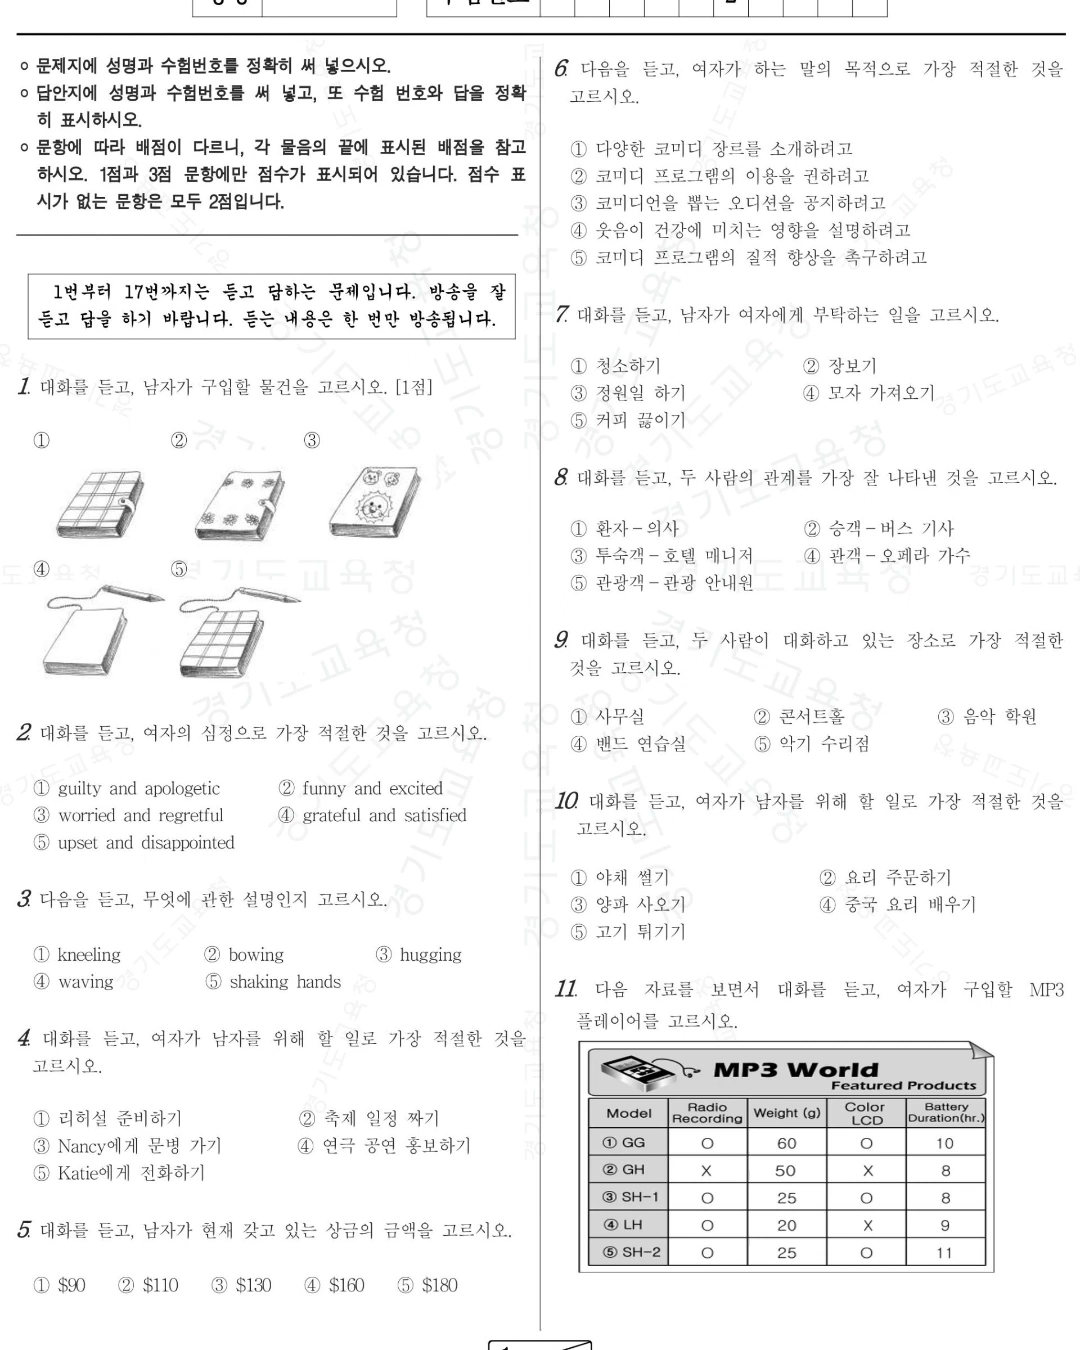 2
○ 문제지에 성명과 수험번호를 정확히 써 넣으시오.
○ 답안지에 성명과 수험번호를 써 넣고, 또 수험 번호와 답을 정확
히 표시하시오.
○ 문항에 따라 배점이 다르니, 각 물음의 끝에 표시된 배점을 참고
하시오. 1점과 3점 문항에만 점수가 표시되어 있습니다. 점수 표
시가 없는 문항은 모두 2점입니다.
1번부터 17번까지는 듣고 답하는 문제입니다. 방송을 잘
듣고 답을 하기 바랍니다. 듣는 내용은 한 번만 방송됩니다.
1. 대화를 듣고, 남자가 구입할 물건을 고르시오. [1점]
① ② ③
④ ⑤
2. 대화를 듣고, 여자의 심정으로 가장 적절한 것을 고르시오.
① guilty and apologetic ② funny and excited
③ worried and regretful ④ grateful and satisfied
⑤ upset and disappointed
3. 다음을 듣고, 무엇에 관한 설명인지 고르시오.
① kneeling ② bowing ③ hugging
④ waving ⑤ shaking hands
4. 대화를 듣고, 여자가 남자를 위해 할 일로 가장 적절한 것을
고르시오.
① 리허설 준비하기 ② 축제 일정 짜기
③ Nancy에게 문병 가기 ④ 연극 공연 홍보하기
⑤ Katie에게 전화하기
5. 대화를 듣고, 남자가 현재 갖고 있는 상금의 금액을 고르시오.
① $90 ② $110 ③ $130 ④ $160 ⑤ $180
6. 다음을 듣고, 여자가 하는 말의 목적으로 가장 적절한 것을
고르시오.
① 다양한 코미디 장르를 소개하려고
② 코미디 프로그램의 이용을 권하려고
③ 코미디언을 뽑는 오디션을 공지하려고
④ 웃음이 건강에 미치는 영향을 설명하려고
⑤ 코미디 프로그램의 질적 향상을 촉구하려고
7. 대화를 듣고, 남자가 여자에게 부탁하는 일을 고르시오.
① 청소하기 ② 장보기
③ 정원일 하기 ④ 모자 가져오기
⑤ 커피 끓이기
8. 대화를 듣고, 두 사람의 관계를 가장 잘 나타낸 것을 고르시오.
① 환자 – 의사 ② 승객 – 버스 기사
③ 투숙객 – 호텔 매니저 ④ 관객 – 오페라 가수
⑤ 관광객 – 관광 안내원
9. 대화를 듣고, 두 사람이 대화하고 있는 장소로 가장 적절한
것을 고르시오.
① 사무실 ② 콘서트홀 ③ 음악 학원
④ 밴드 연습실 ⑤ 악기 수리점
10. 대화를 듣고, 여자가 남자를 위해 할 일로 가장 적절한 것을
고르시오.
① 야채 썰기 ② 요리 주문하기
③ 양파 사오기 ④ 중국 요리 배우기
⑤ 고기 튀기기
11. 다음 자료를 보면서 대화를 듣고, 여자가 구입할 MP3
플레이어를 고르시오.
MP3 World
Featured Products
Model Radio Recording Weight (g) Color LCD Battery Duration(hr.)
① GG O 60 O 10
② GH X 50 X 8
③ SH-1 O 25 O 8
④ LH O 20 X 9
⑤ SH-2 O 25 O 11
경기도교육청